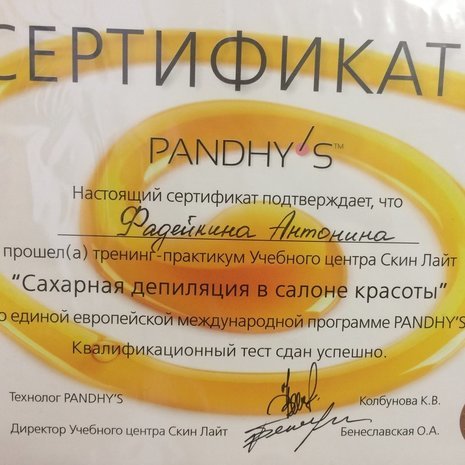 СЕРТИФИКАТ
PANDHY'S™
Настоящий сертификат подтверждает, что
Фадейкина Антонина
прошел(а) тренинг-практикум Учебного центра Скин Лайт
"Сахарная депиляция в салоне красоты"
о единой европейской международной программе PANDHY'S
Квалификационный тест сдан успешно.
Технолог PANDHY'S Колбунова К.В.
Директор Учебного центра Скин Лайт Бенеславская О.А.